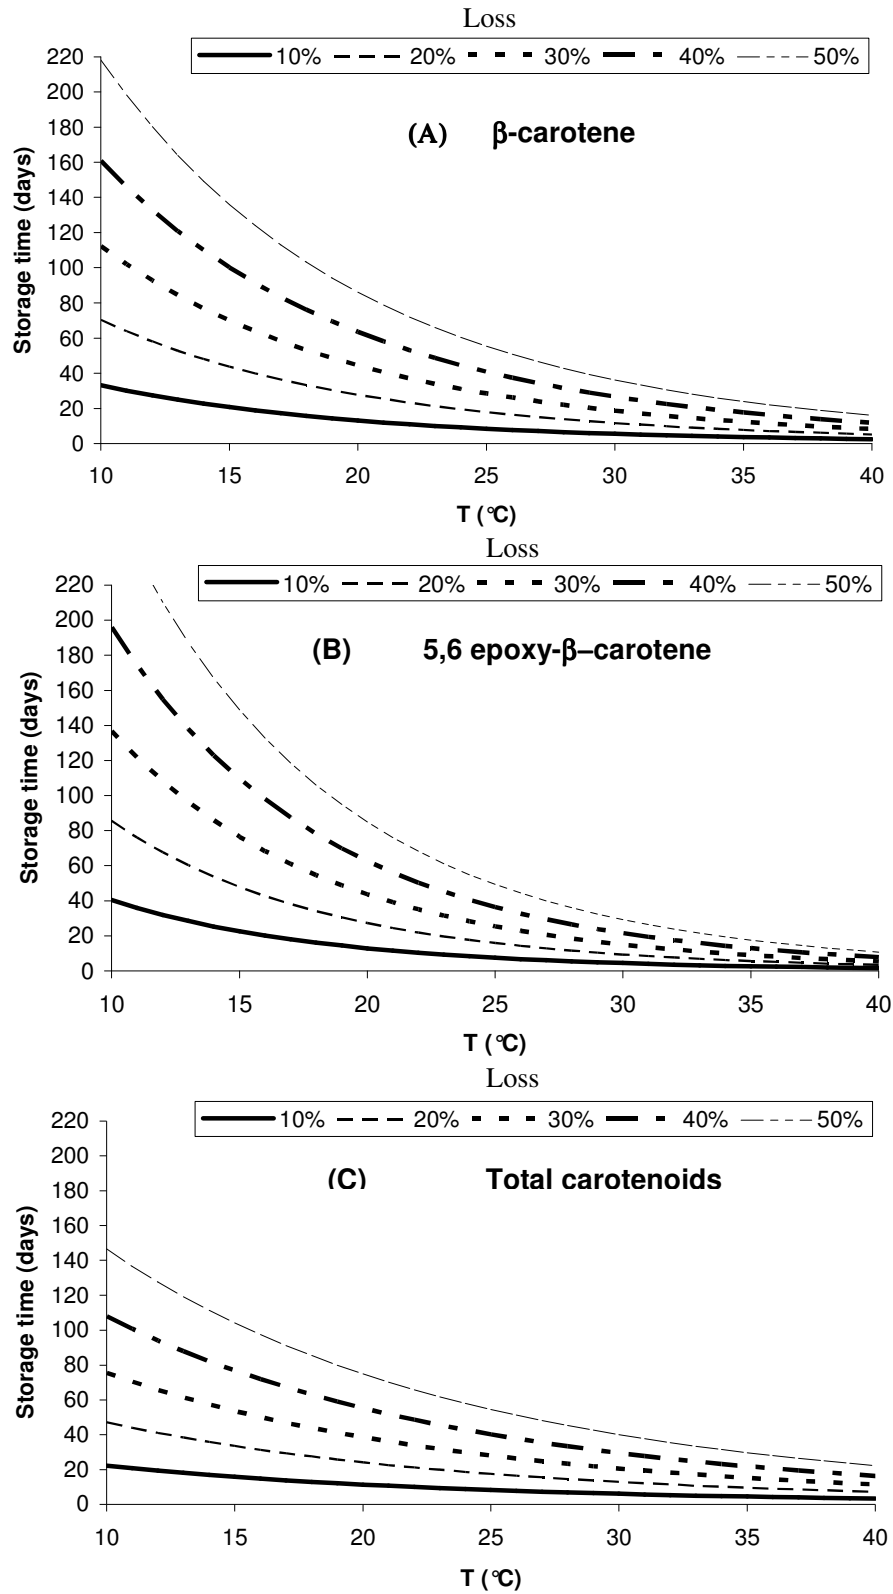 Loss
10% 20% 30% 40% 50%
(A) β-carotene
Storage time (days)
220
200
180
160
140
120
100
80
60
40
20
0
10 15 20 25 30 35 40
T (°C)
Loss
10% 20% 30% 40% 50%
(B) 5,6 epoxy-β–carotene
Storage time (days)
220
200
180
160
140
120
100
80
60
40
20
0
10 15 20 25 30 35 40
T (°C)
Loss
10% 20% 30% 40% 50%
(C) Total carotenoids
Storage time (days)
220
200
180
160
140
120
100
80
60
40
20
0
10 15 20 25 30 35 40
T (°C)